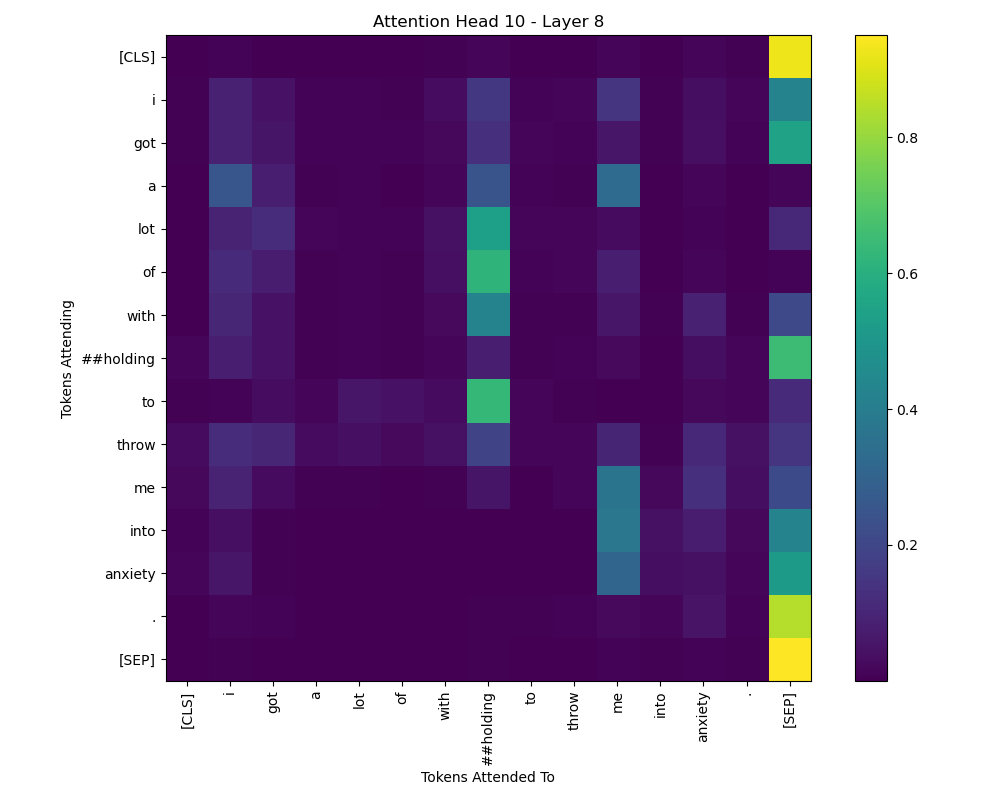 Attention Head 10 - Layer 8
Tokens Attending
[CLS]
i
got
a
lot
of
with
##holding
to
throw
me
into
anxiety
.
[SEP]
[CLS]
i
got
a
lot
of
with
##holding
to
throw
me
into
anxiety
.
[SEP]
Tokens Attended To
0.8
0.6
0.4
0.2